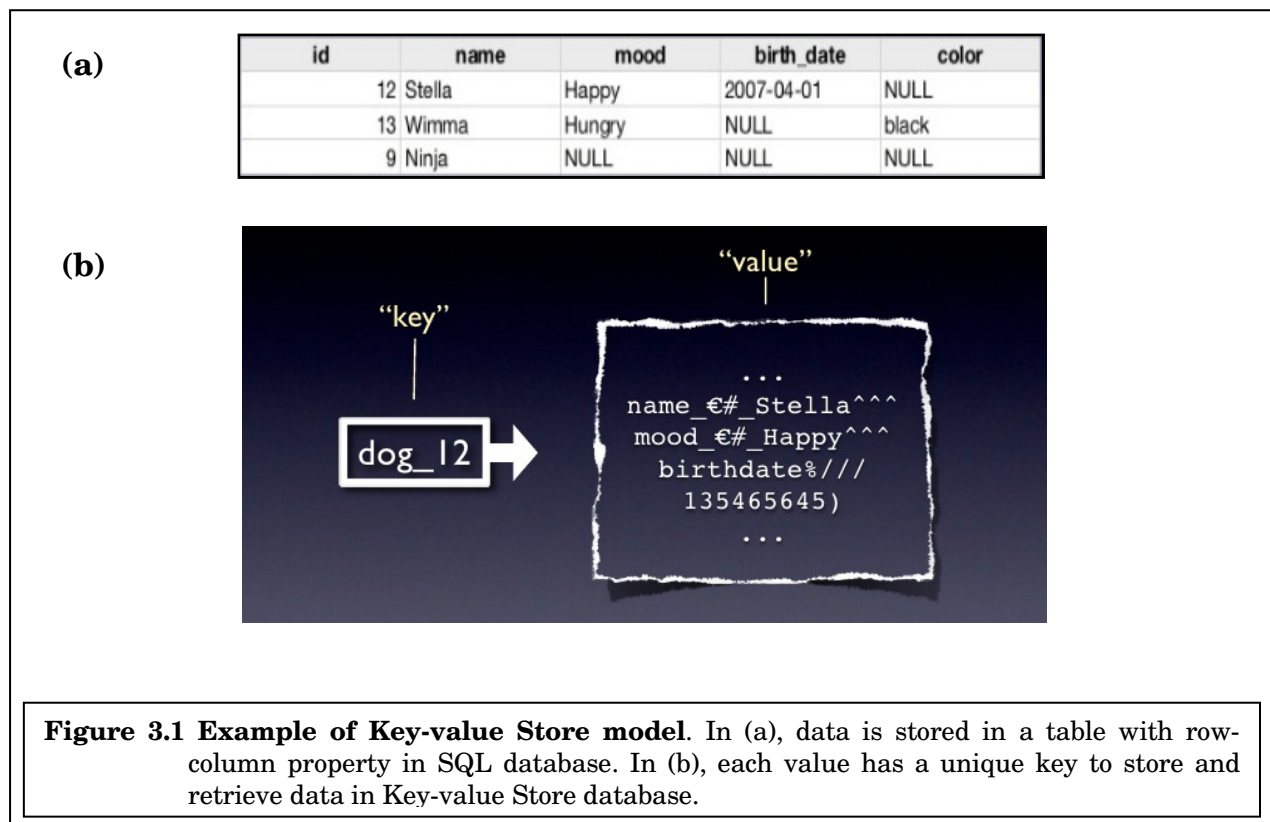 (a)
id name mood birth_date color
12 Stella Happy 2007-04-01 NULL
13 Wimma Hungry NULL black
9 Ninja NULL NULL NULL
(b)
“value”
“key”
...
name_€#_Stella^^^
mood_€#_Happy^^^
dog_12
birthdate%///
135465645)
...
Figure 3.1 Example of Key-value Store model. In (a), data is stored in a table with row-
column property in SQL database. In (b), each value has a unique key to store and
retrieve data in Key-value Store database.